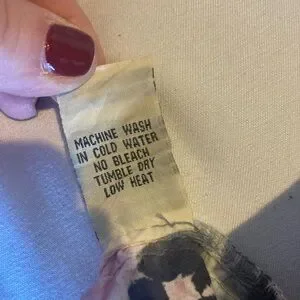 MACHINE WASH
IN COLD WATER
NO BLEACH
TUMBLE DRY
LOW HEAT